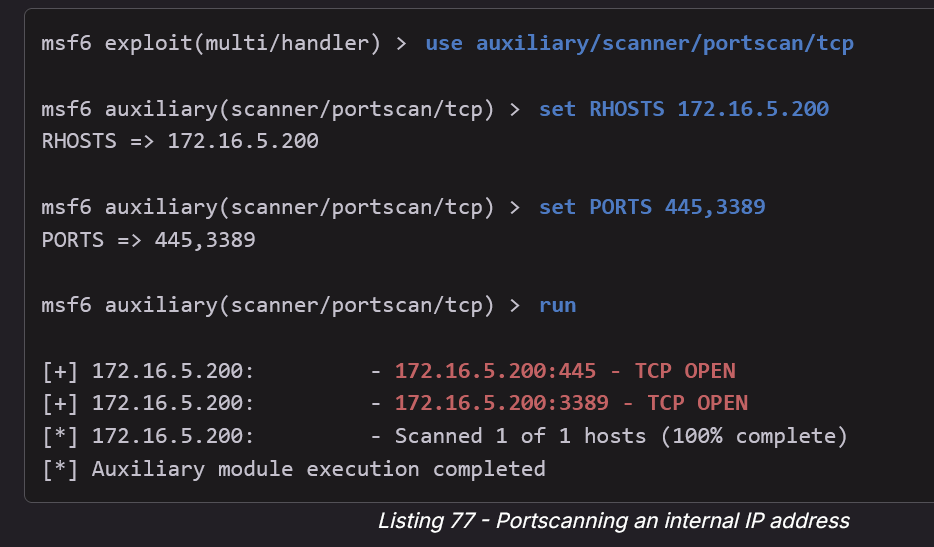 msf6 exploit(multi/handler) > use auxiliary/scanner/portscan/tcp
msf6 auxiliary(scanner/portscan/tcp) > set RHOSTS 172.16.5.200
RHOSTS => 172.16.5.200
msf6 auxiliary(scanner/portscan/tcp) > set PORTS 445,3389
PORTS => 445,3389
msf6 auxiliary(scanner/portscan/tcp) > run
[+] 172.16.5.200:         - 172.16.5.200:445 - TCP OPEN
[+] 172.16.5.200:         - 172.16.5.200:3389 - TCP OPEN
[*] 172.16.5.200:         - Scanned 1 of 1 hosts (100% complete)
[*] Auxiliary module execution completed
Listing 77 - Portscanning an internal IP address